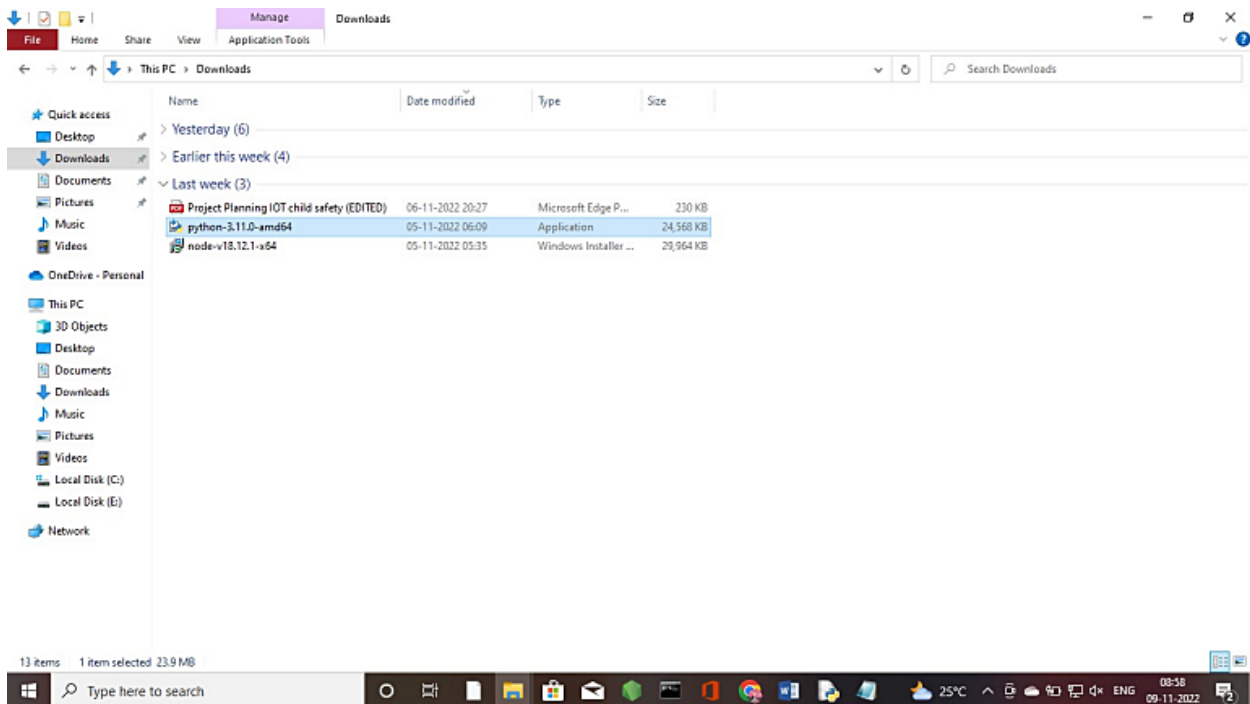 Manage Downloads
File Home Share View Application Tools
This PC > Downloads
Search Downloads
Name Date modified Type Size
Quick access
Desktop
Downloads
Documents
Pictures
Music
Videos
OneDrive - Personal
This PC
3D Objects
Desktop
Documents
Downloads
Music
Pictures
Videos
Local Disk (C:)
Local Disk (E:)
Network
Yesterday (6)
Earlier this week (4)
Last week (3)
Project Planning IOT child safety (EDITED) 06-11-2022 20:27 Microsoft Edge P... 230 KB
python-3.11.0-amd64 05-11-2022 06:09 Application 24,568 KB
node-v18.12.1-x64 05-11-2022 05:35 Windows Installer ... 29,964 KB
13 items 1 item selected 23.9 MB
Type here to search
25°C ENG
08:58
09-11-2022
2